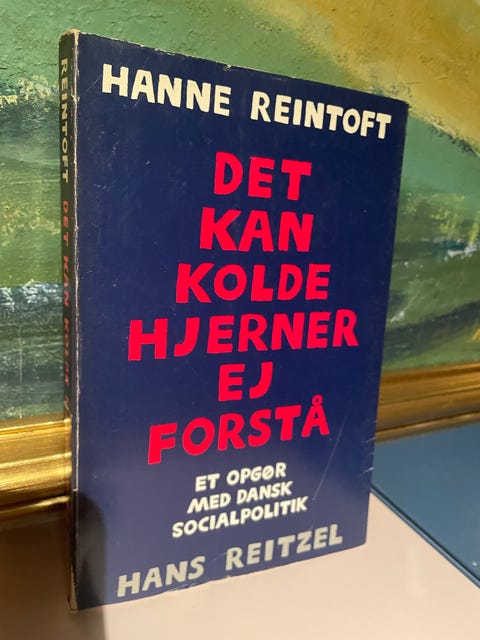 HANNE REINTOFT
DET
KAN
KOLDE
HJERNER
EJ
FORSTÅ
ET OPGØR
MED DANSK
SOCIALPOLITIK
HANS REITZEL
REINTOFT DET KAN KOLDE